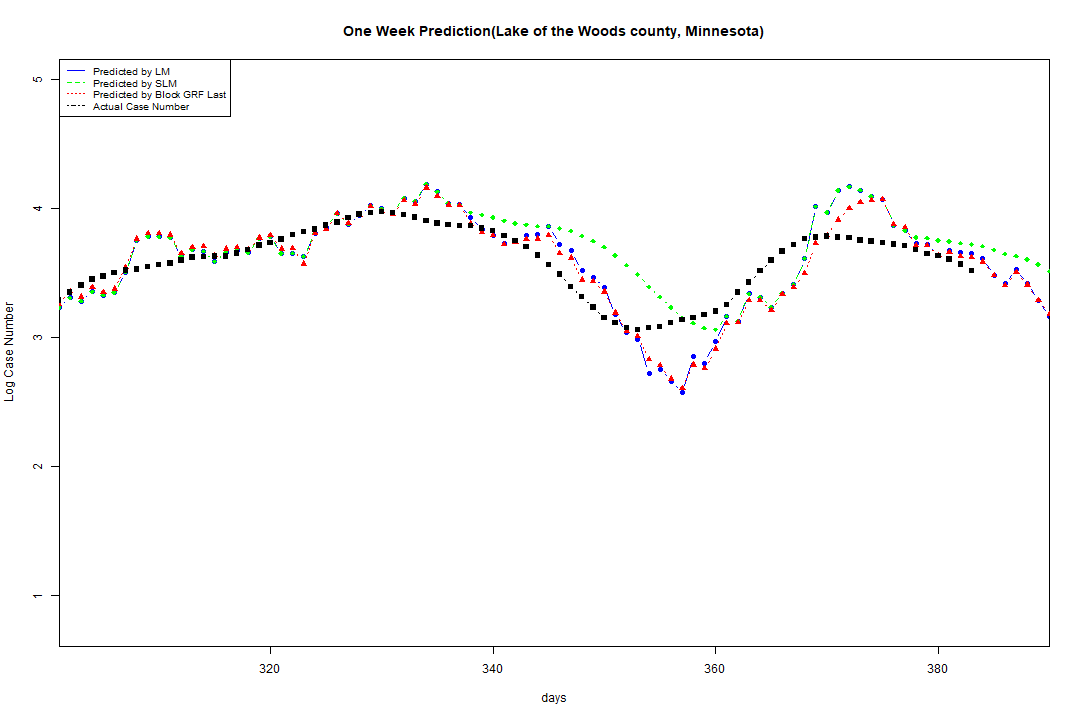 One Week Prediction(Lake of the Woods county, Minnesota)
Predicted by LM
Predicted by SLM
Predicted by Block GRF Last
Actual Case Number
5
4
3
2
1
Log Case Number
320 340 360 380
days